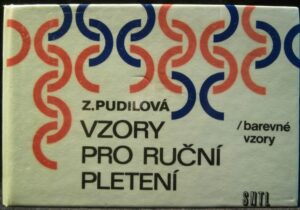 Z. PUDILOVÁ
VZORY
PRO RUČNÍ
PLETENÍ
/barevné
vzory
SNTL